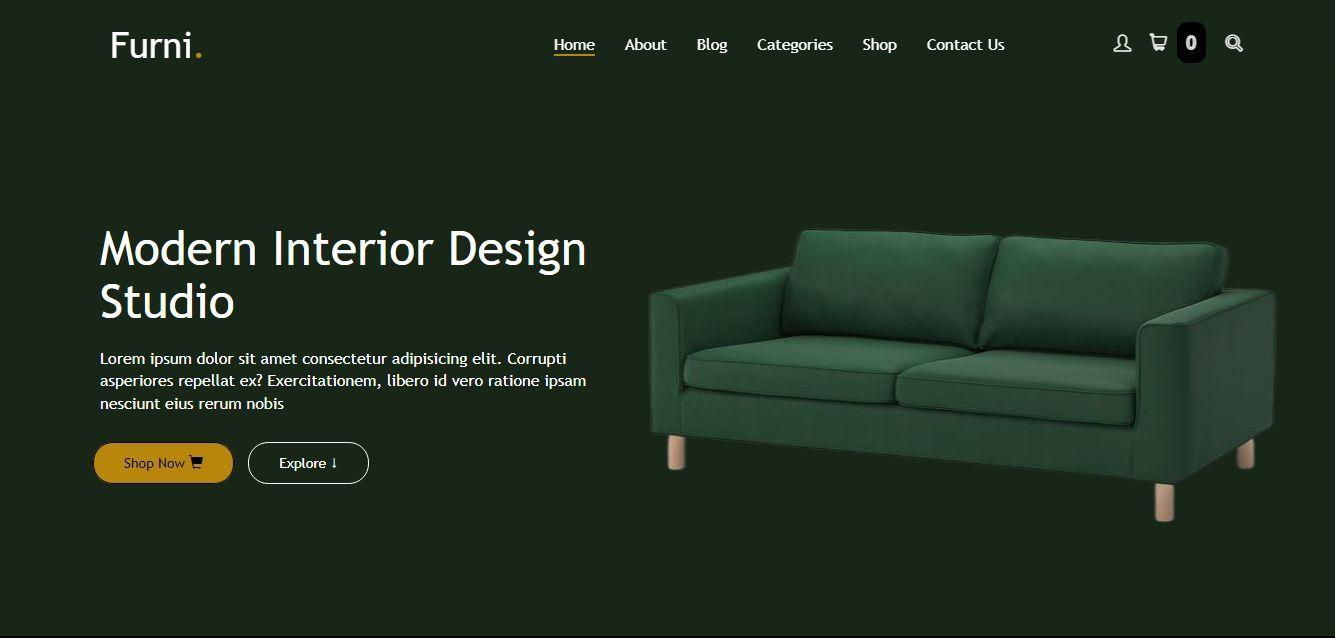 Furni.
Home About Blog Categories Shop Contact Us
0
Modern Interior Design
Studio
Lorem ipsum dolor sit amet consectetur adipisicing elit. Corrupti
asperiores repellat ex? Exercitationem, libero id vero ratione ipsam
nesciunt eius rerum nobis
Shop Now
Explore ↓